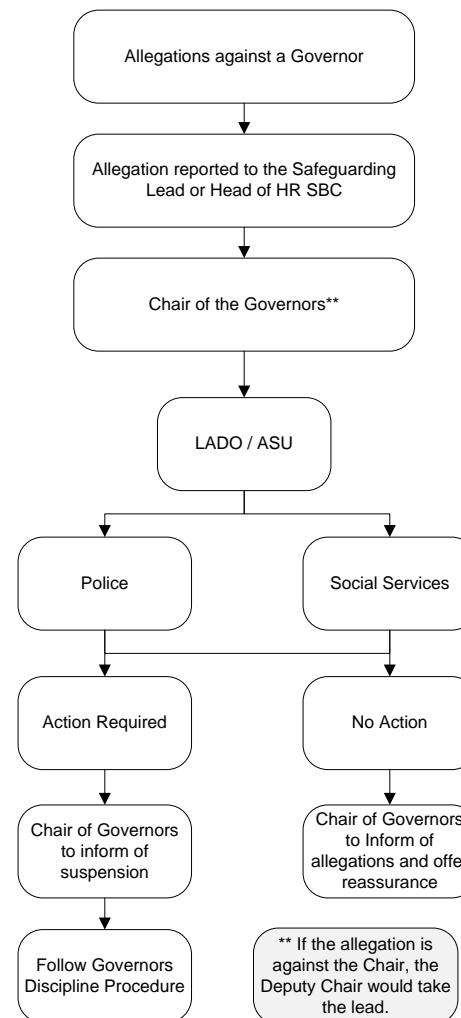 Allegations against a Governor
Allegation reported to the Safeguarding
Lead or Head of HR SBC
Chair of the Governors**
LADO / ASU
Police
Social Services
Action Required
No Action
Chair of Governors
to inform of
suspension
Chair of Governors
to Inform of
allegations and offe
reassurance
Follow Governors
Discipline Procedure
** If the allegation is
against the Chair, the
Deputy Chair would take
the lead.